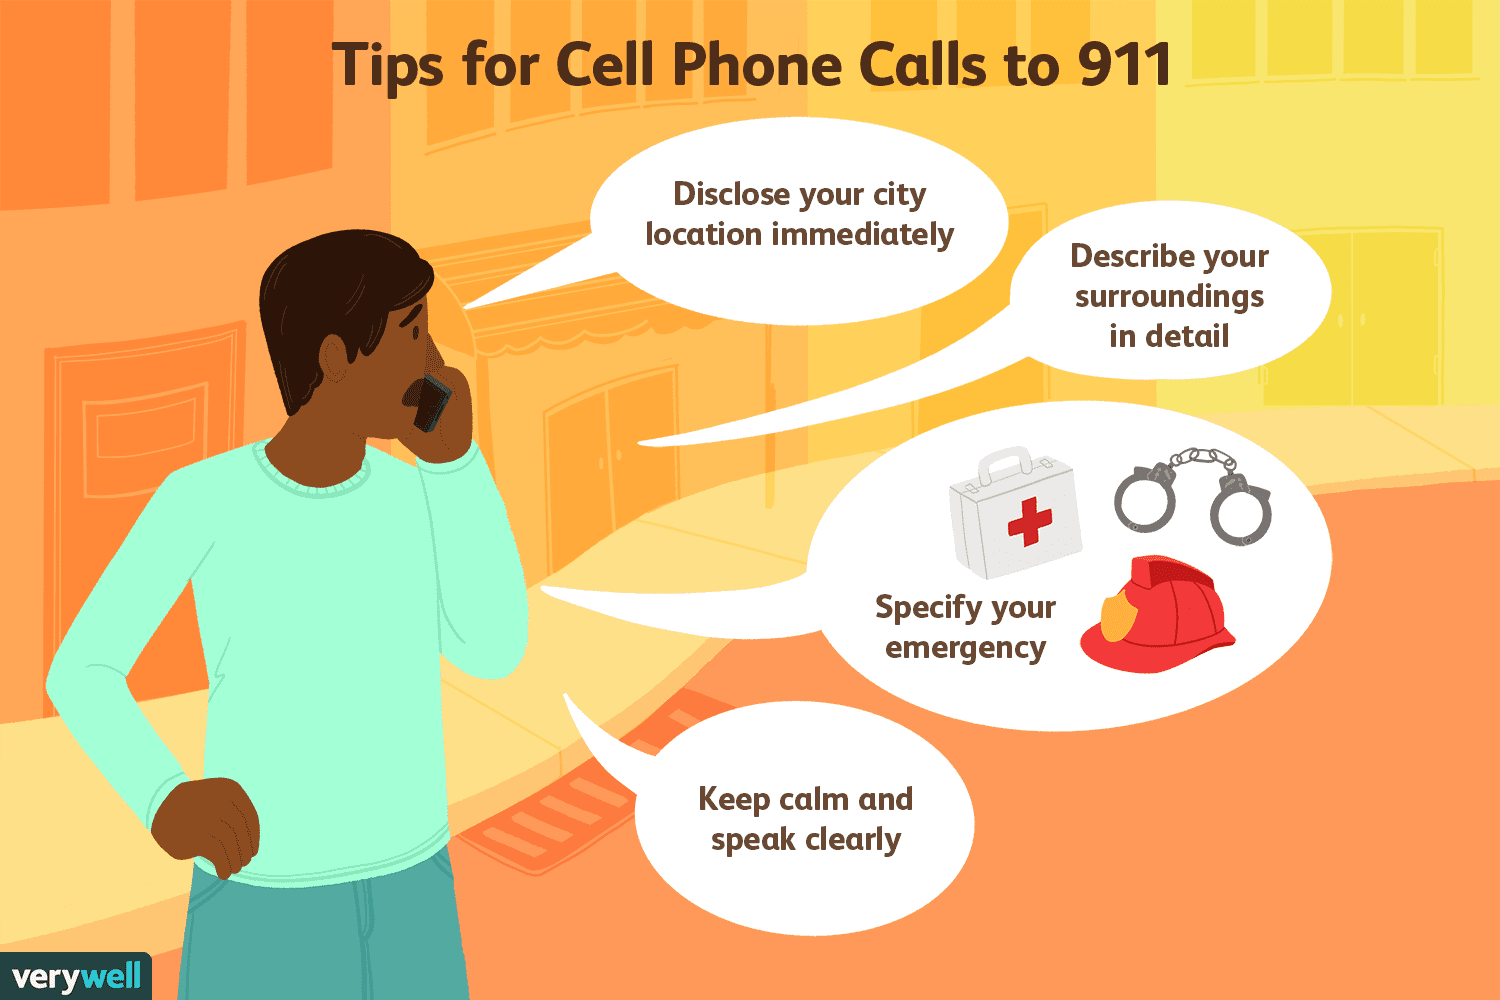 Tips for Cell Phone Calls to 911
Disclose your city
location immediately
Describe your
surroundings
in detail
Specify your
emergency
Keep calm and
speak clearly
verywell